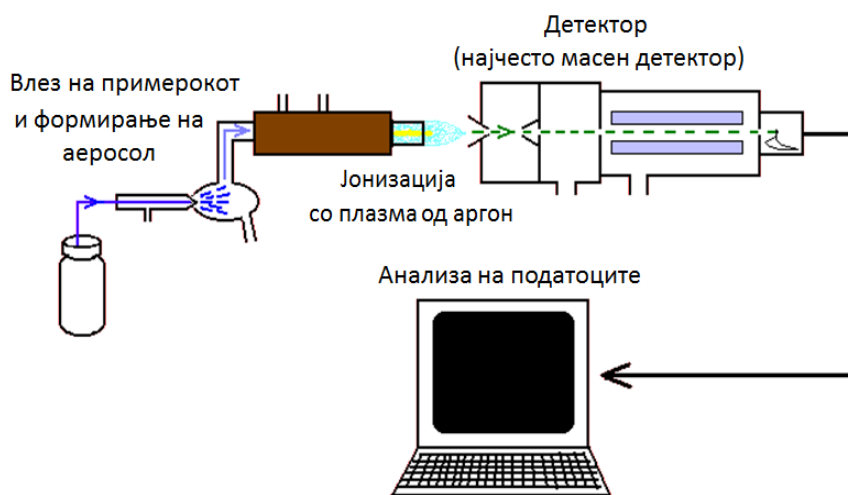 Влез на примерокот
и формирање на
аеросол
Детектор
(најчесто масен детектор)
Јонизација
со плазма од аргон
Анализа на податоците